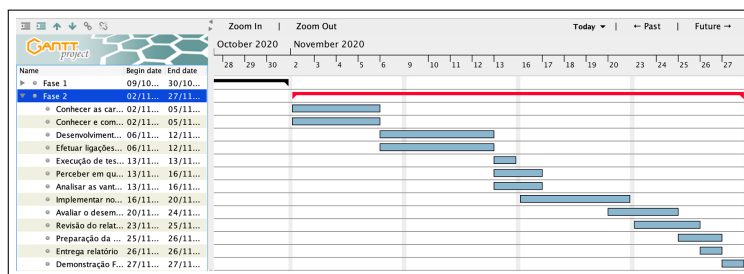 Zoom In | Zoom Out Today ▾ | ← Past | Future →
GANTT project
October 2020 November 2020
28 29 30 2 3 4 5 6 9 10 11 12 13 16 17 18 19 20 23 24 25 26 27
Name Begin date End date
Fase 1 09/10... 30/10...
Fase 2 02/11... 27/11...
Conhecer as car... 02/11... 05/11...
Conhecer e com... 02/11... 05/11...
Desenvolviment... 06/11... 12/11...
Efetuar ligações... 06/11... 12/11...
Execução de tes... 13/11... 13/11...
Perceber em qu... 13/11... 16/11...
Analisar as vant... 13/11... 16/11...
Implementar no... 16/11... 20/11...
Avaliar o desem... 20/11... 24/11...
Revisão do relat... 23/11... 25/11...
Preparação da ... 25/11... 26/11...
Entrega relatório 26/11... 26/11...
Demonstração F... 27/11... 27/11...